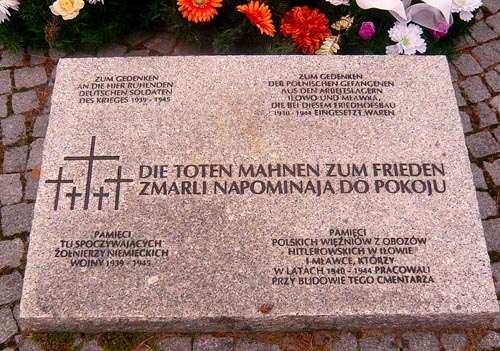 ZUM GEDENKEN
AN DIE HIER RUHENDEN
DEUTSCHEN SOLDATEN
DES KRIEGES 1939 - 1945
ZUM GEDENKEN
DER POLNISCHEN GEFANGENEN
AUS DEN ARBEITSLAGERN
IŁOWO UND MŁAWKA,
DIE BEI DIESEM FRIEDHOFSBAU
1940 - 1944 EINGESETZT WAREN
DIE TOTEN MAHNEN ZUM FRIEDEN
ZMARLI NAPOMINAJA DO POKOJU
PAMIĘCI
TU SPOCZYWAJĄCYCH
ŻOŁNIERZY NIEMIECKICH
WOJNY 1939 - 1945
PAMIĘCI
POLSKICH WIĘŹNIÓW Z OBOZÓW
HITLEROWSKICH W IŁOWIE
I MŁAWCE, KTÓRZY
W LATACH 1940 - 1944 PRACOWALI
PRZY BUDOWIE TEGO CMENTARZA